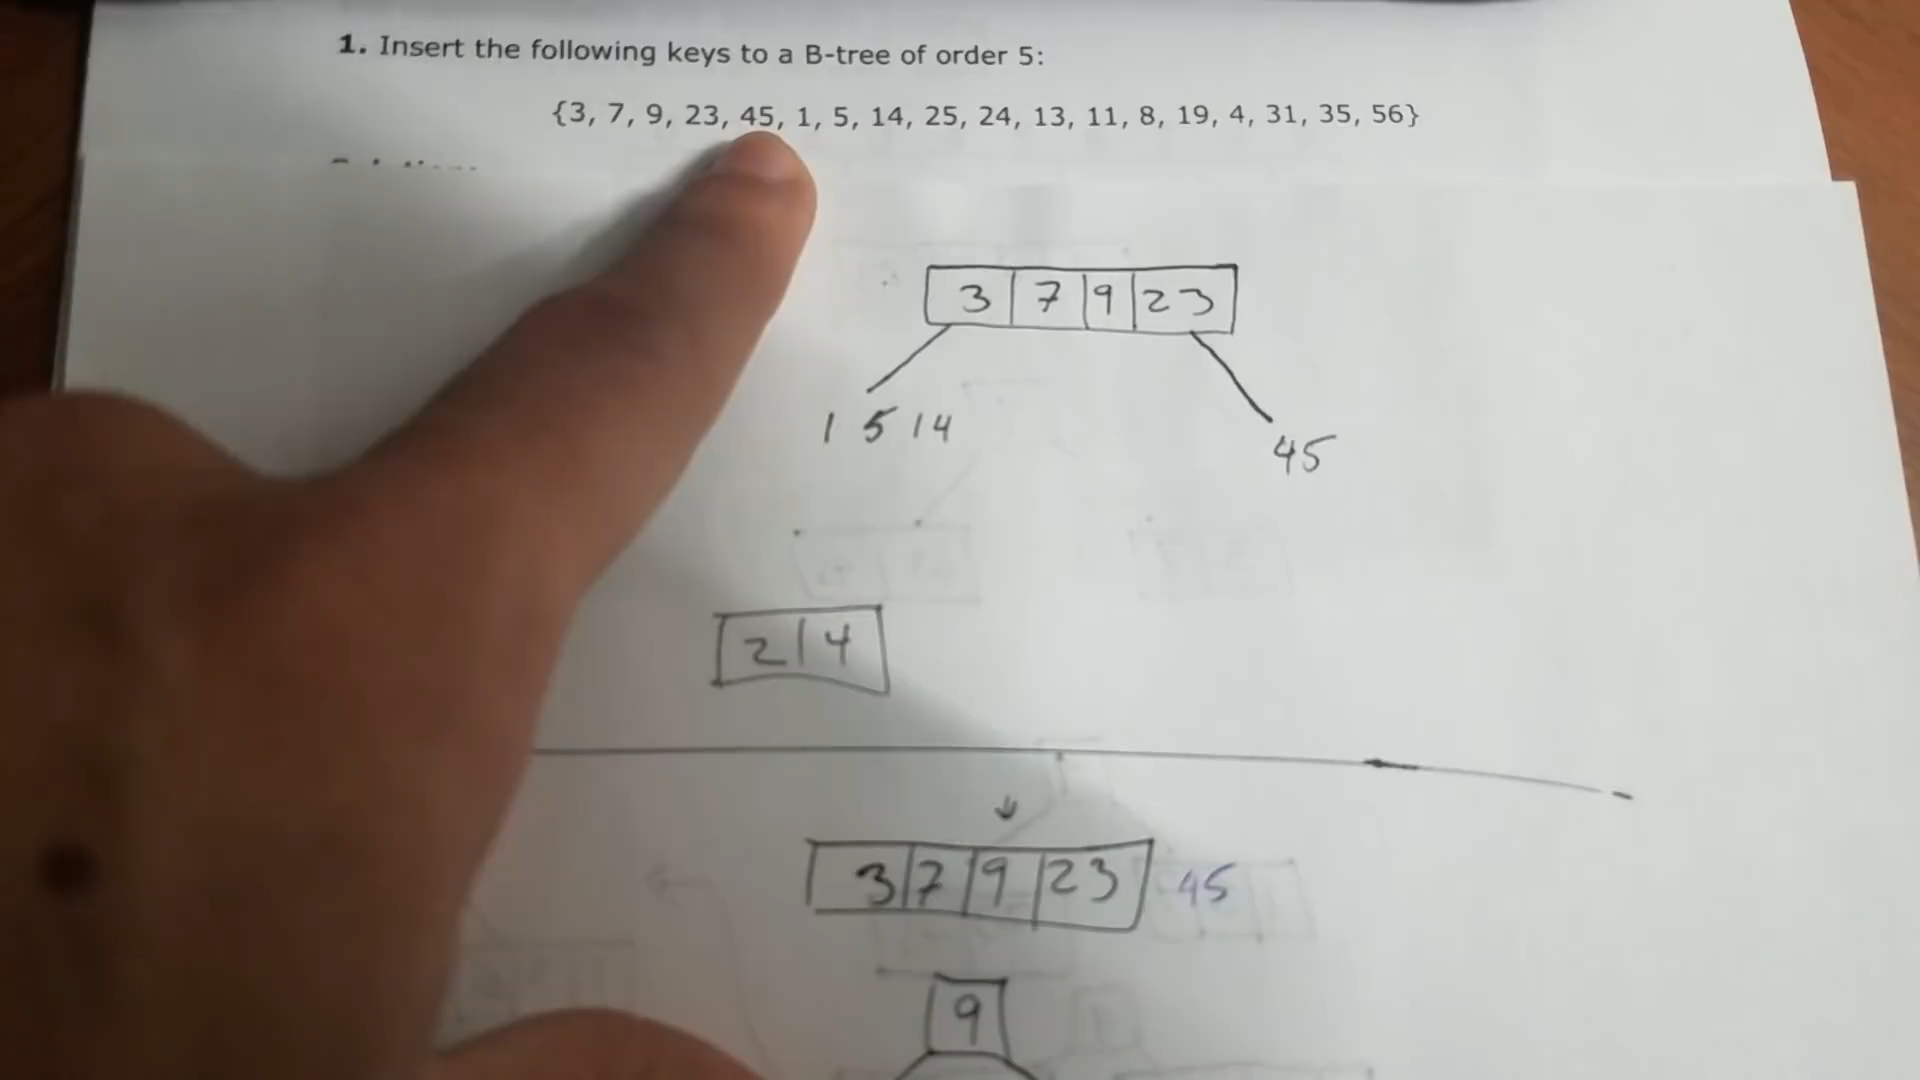 1. Insert the following keys to a B-tree of order 5:
{3, 7, 9, 23, 45, 1, 5, 14, 25, 24, 13, 11, 8, 19, 4, 31, 35, 56}
3 7 9 23
1 5 14
45
2 4
3 7 9 23 45
9